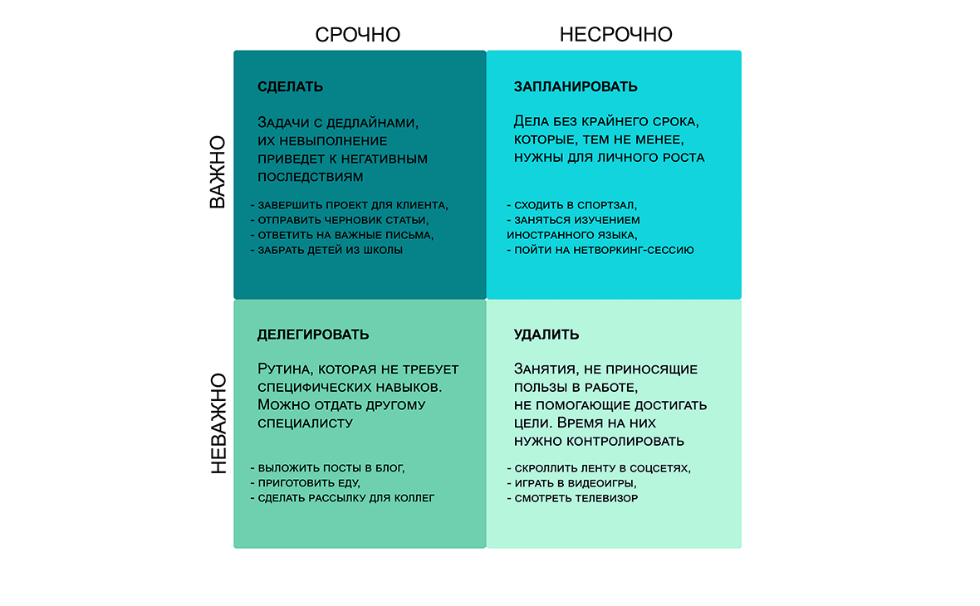 СРОЧНО
НЕСРОЧНО
ВАЖНО
СДЕЛАТЬ
Задачи с дедлайнами,
их невыполнение
приведет к негативным
последствиям
- завершить проект для клиента,
- отправить черновик статьи,
- ответить на важные письма,
- забрать детей из школы
ЗАПЛАНИРОВАТЬ
Дела без крайнего срока,
которые, тем не менее,
нужны для личного роста
- сходить в спортзал,
- заняться изучением
иностранного языка,
- пойти на нетворкинг-сессию
НЕВАЖНО
ДЕЛЕГИРОВАТЬ
Рутина, которая не требует
специфических навыков.
Можно отдать другому
специалисту
- выложить посты в блог,
- приготовить еду,
- сделать рассылку для коллег
УДАЛИТЬ
Занятия, не приносящие
пользы в работе,
не помогающие достигать
цели. Время на них
нужно контролировать
- скроллить ленту в соцсетях,
- играть в видеоигры,
- смотреть телевизор